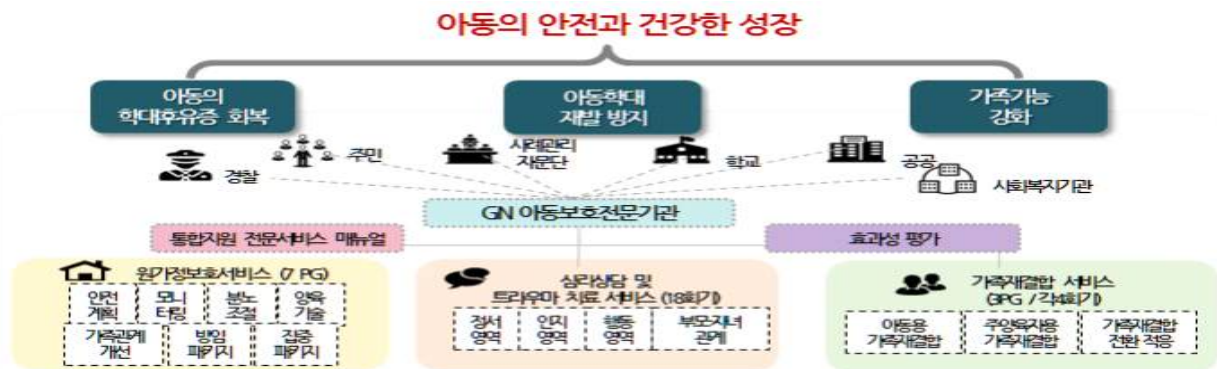 아동의 안전과 건강한 성장
아동의
학대후유증 회복
아동학대
재발 방지
가족기능
강화
경찰
주민
사례관리
자문단
학교
공공
사회복지기관
GN 아동보호전문기관
통합지원 전문서비스 매뉴얼
효과성 평가
원가정보호서비스 (7 PG)
안전
계획
모니
터링
분노
조절
양육
기술
가족관계
개선
방임
패키지
집중
패키지
심리상담 및
트라우마 치료 서비스 (18회기)
정서
영역
인지
영역
행동
영역
부모-자녀
관계
가족재결합 서비스
(3PG / 각4회기)
아동용
가족재결합
주양육자용
가족재결합
가족재결합
전환 적응